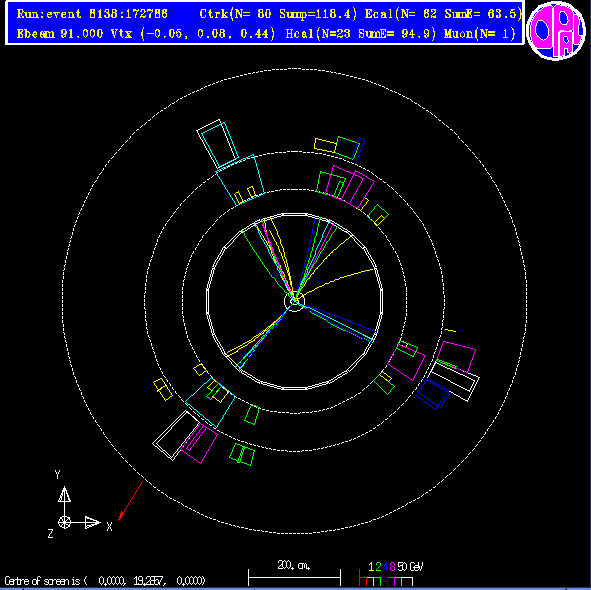 Run:event 8138:172786 Ctrk(N= 80 Sump=118.4) Ecal(N= 62 SumE= 63.5)
Ebeam 91.000 Vtx (-0.05, 0.08, 0.44) Hcal(N=23 SumE= 94.9) Muon(N= 1)
OPAL
Y
Z X
200. cm.
1 2 4 8 50 GeV
Centre of screen is ( 0.0000, 19.2857, 0.0000)